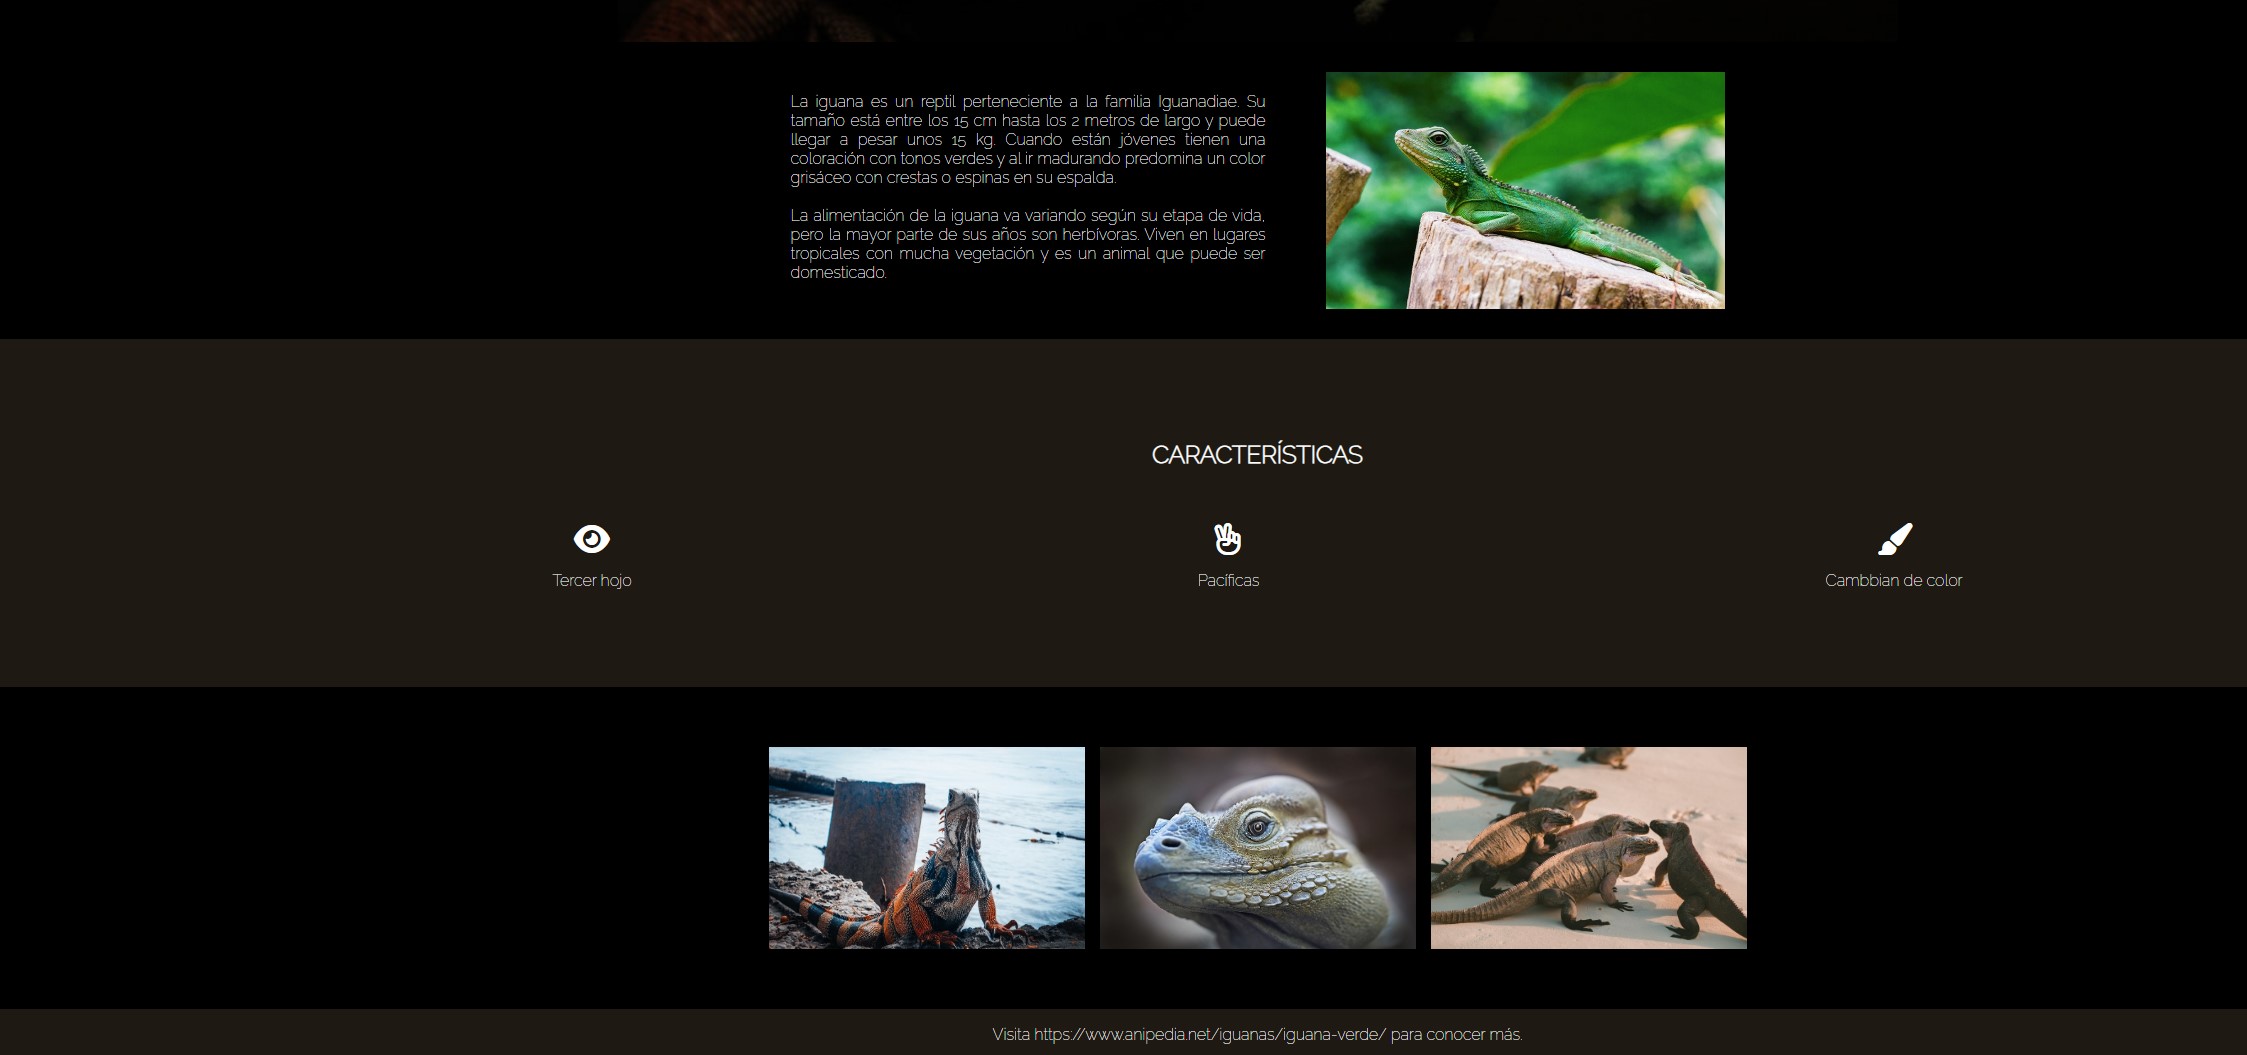 La iguana es un reptil perteneciente a la familia Iguanadiae. Su
tamaño está entre los 15 cm hasta los 2 metros de largo y puede
llegar a pesar unos 15 kg. Cuando están jóvenes tienen una
coloración con tonos verdes y al ir madurando predomina un color
grisáceo con crestas o espinas en su espalda.
La alimentación de la iguana va variando según su etapa de vida,
pero la mayor parte de sus años son herbívoras. Viven en lugares
tropicales con mucha vegetación y es un animal que puede ser
domesticado.
CARACTERÍSTICAS
Tercer hojo
Pacíficas
Cambbian de color
Visita https://www.anipedia.net/iguanas/iguana-verde/ para conocer más.